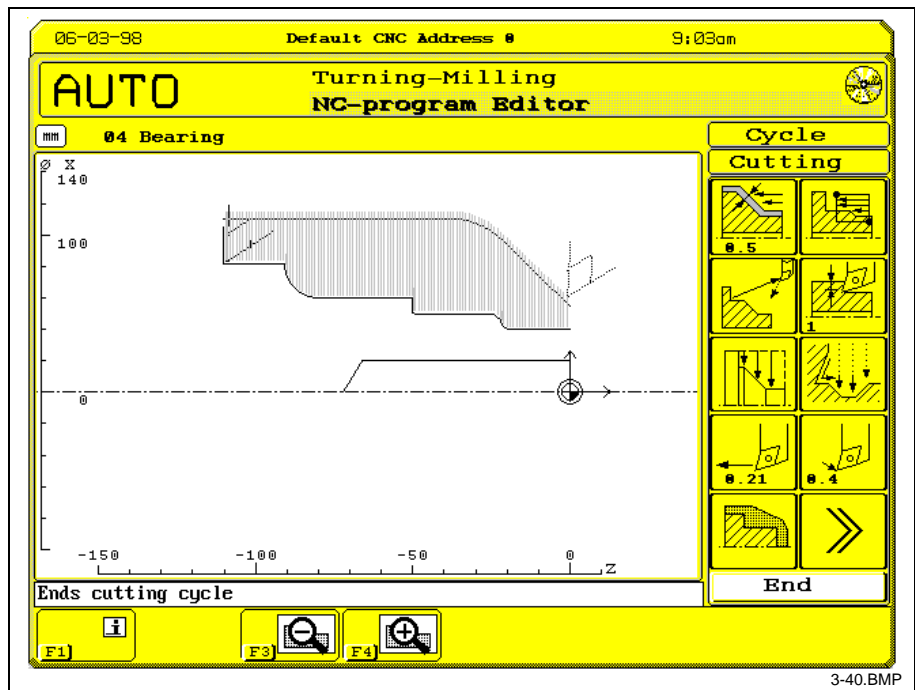 06-03-98 Default CNC Address 0 9:03am
AUTO
Turning-Milling
NC-program Editor
mm 04 Bearing
Cycle
Cutting
Ø X
140
100
0
-150 -100 -50 0 Z
0.5
1
0.21 0.4
End
Ends cutting cycle
F1) i F3) F4)
3-40.BMP